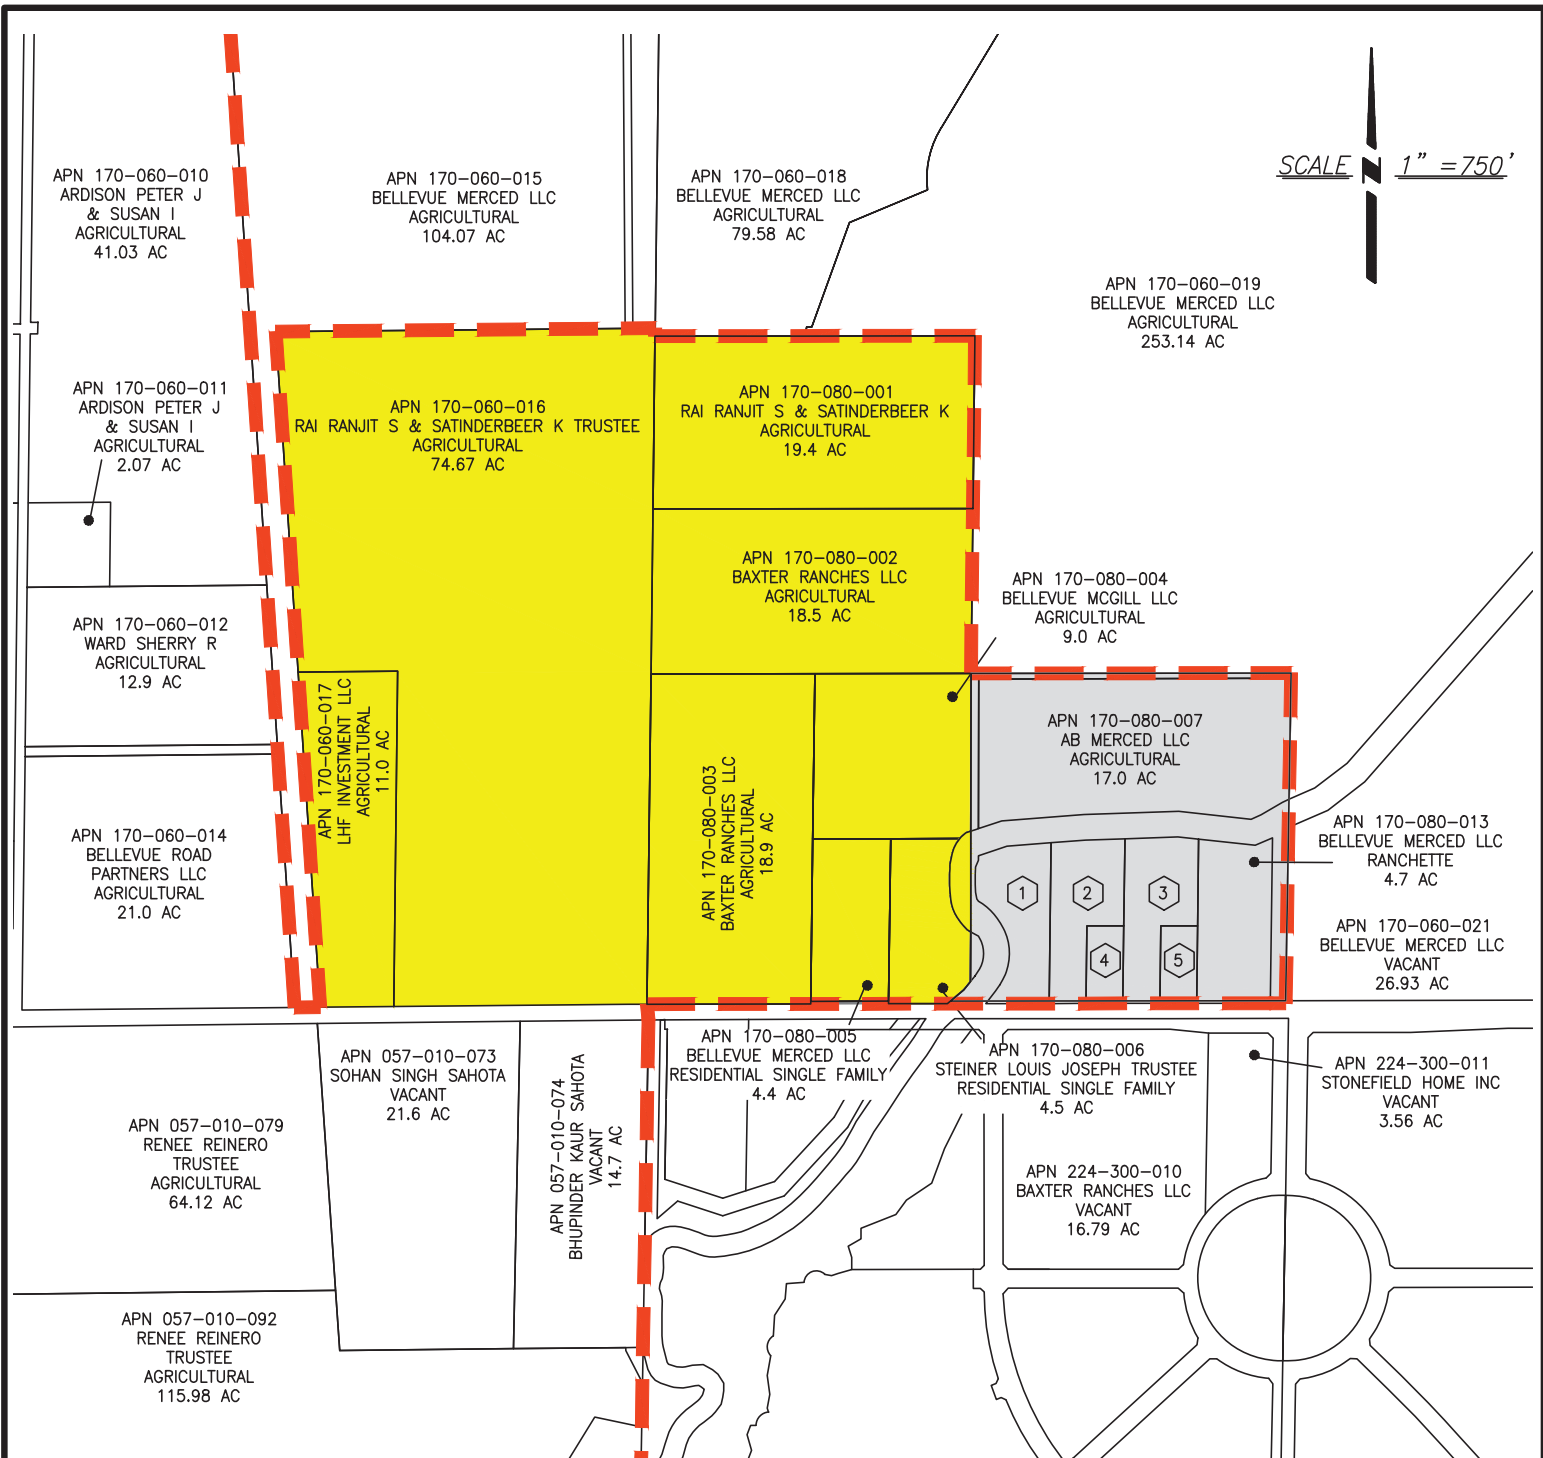 APN 170-060-010
ARDISON PETER J
& SUSAN I
AGRICULTURAL
41.03 AC
APN 170-060-015
BELLEVUE MERCED LLC
AGRICULTURAL
104.07 AC
APN 170-060-018
BELLEVUE MERCED LLC
AGRICULTURAL
79.58 AC
SCALE N 1" =750'
APN 170-060-019
BELLEVUE MERCED LLC
AGRICULTURAL
253.14 AC
APN 170-060-011
ARDISON PETER J
& SUSAN I
AGRICULTURAL
2.07 AC
APN 170-060-016
RAI RANJIT S & SATINDERBEER K TRUSTEE
AGRICULTURAL
74.67 AC
APN 170-080-001
RAI RANJIT S & SATINDERBEER K
AGRICULTURAL
19.4 AC
APN 170-080-002
BAXTER RANCHES LLC
AGRICULTURAL
18.5 AC
APN 170-080-004
BELLEVUE MCGILL LLC
AGRICULTURAL
9.0 AC
APN 170-060-012
WARD SHERRY R
AGRICULTURAL
12.9 AC
APN 170-060-017
LHF INVESTMENT LLC
AGRICULTURAL
11.0 AC
APN 170-080-003
BAXTER RANCHES LLC
AGRICULTURAL
18.9 AC
APN 170-080-007
AB MERCED LLC
AGRICULTURAL
17.0 AC
APN 170-060-014
BELLEVUE ROAD
PARTNERS LLC
AGRICULTURAL
21.0 AC
APN 170-080-013
BELLEVUE MERCED LLC
RANCHETTE
4.7 AC
1
2
3
4
5
APN 170-060-021
BELLEVUE MERCED LLC
VACANT
26.93 AC
APN 057-010-073
SOHAN SINGH SAHOTA
VACANT
21.6 AC
APN 057-010-074
BHUPINDER KAUR SAHOTA
VACANT
14.7 AC
APN 170-080-005
BELLEVUE MERCED LLC
RESIDENTIAL SINGLE FAMILY
4.4 AC
APN 170-080-006
STEINER LOUIS JOSEPH TRUSTEE
RESIDENTIAL SINGLE FAMILY
4.5 AC
APN 224-300-011
STONEFIELD HOME INC
VACANT
3.56 AC
APN 057-010-079
RENEE REINERO
TRUSTEE
AGRICULTURAL
64.12 AC
APN 224-300-010
BAXTER RANCHES LLC
VACANT
16.79 AC
APN 057-010-092
RENEE REINERO
TRUSTEE
AGRICULTURAL
115.98 AC